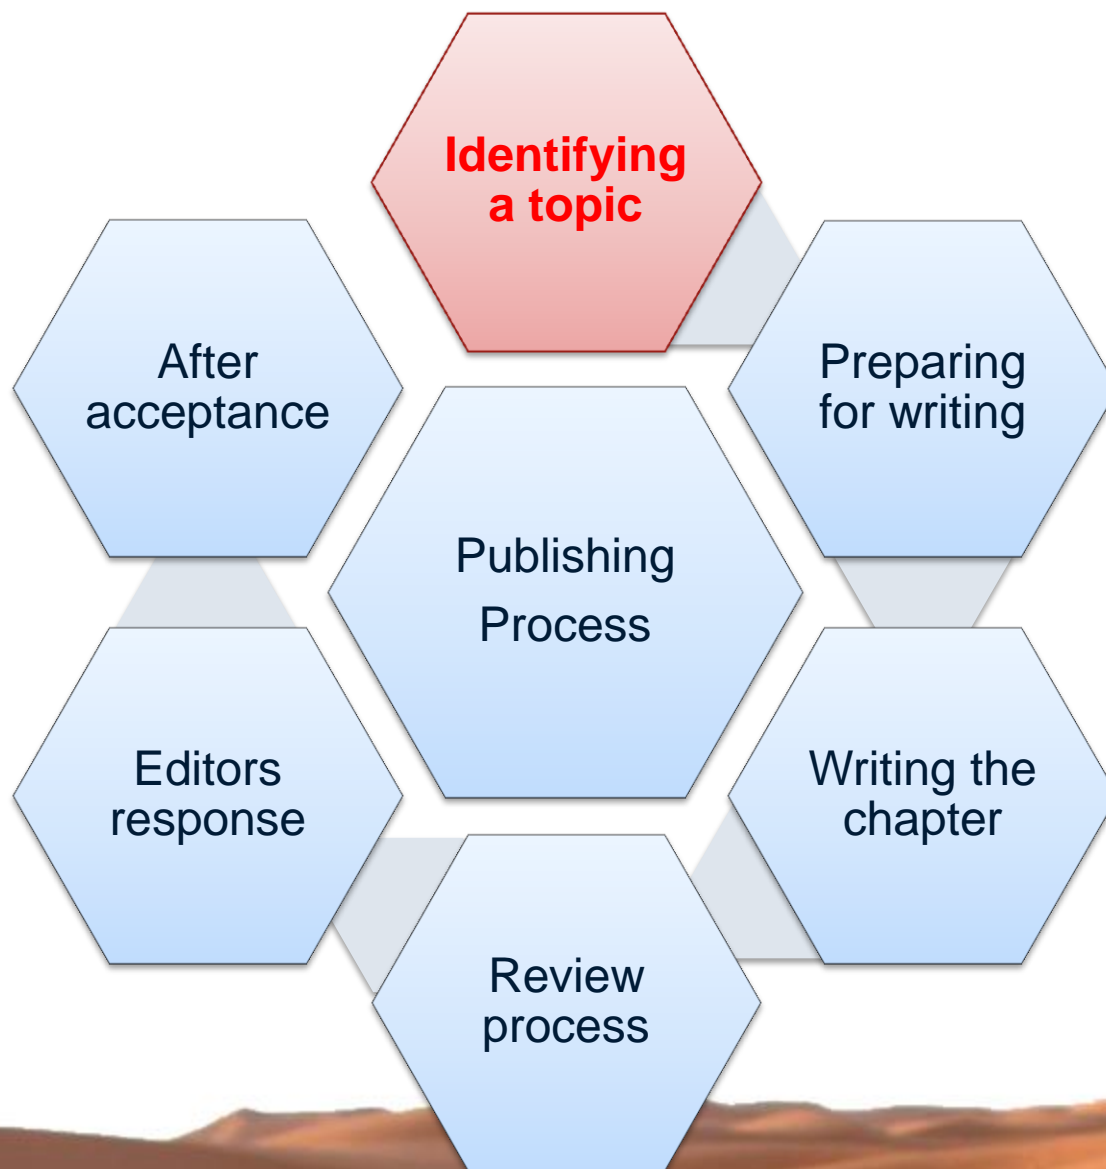 Identifying
a topic
Preparing
for writing
Writing the
chapter
Review
process
Editors
response
After
acceptance
Publishing
Process